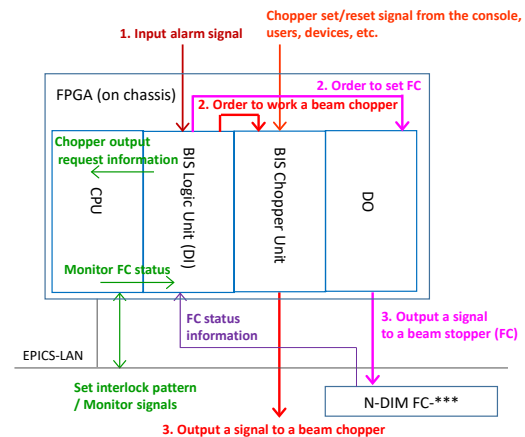 Chopper set/reset signal from the console,
users, devices, etc.
1. Input alarm signal
FPGA (on chassis)
2. Order to set FC
2. Order to work a beam chopper
Chopper output
request information
CPU
BIS Logic Unit (DI)
BIS Chopper Unit
DO
Monitor FC status
FC status
information
3. Output a signal
to a beam stopper (FC)
EPICS-LAN
Set interlock pattern
/ Monitor signals
N-DIM FC-***
3. Output a signal to a beam chopper